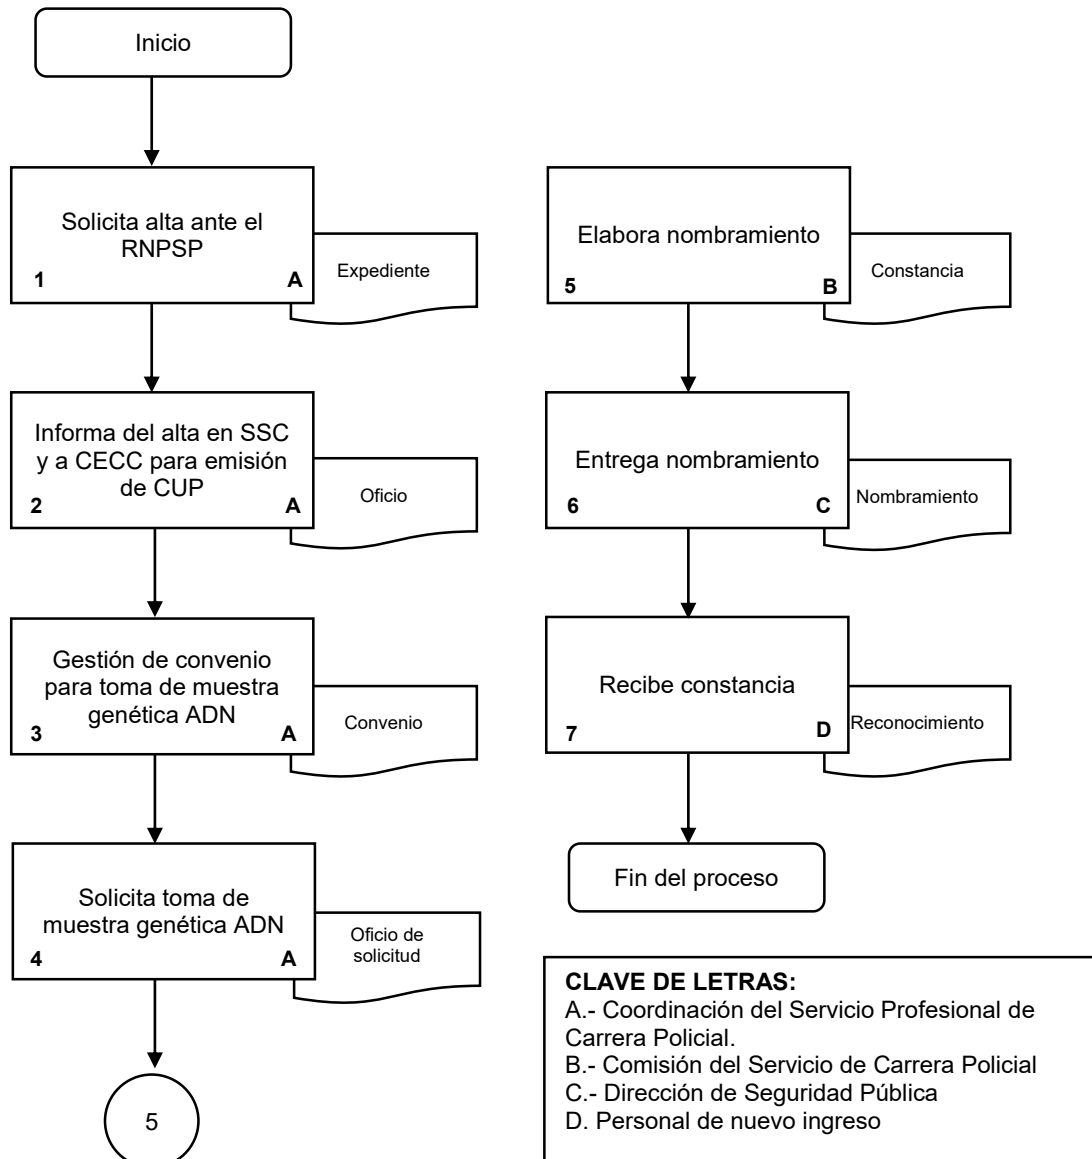 Inicio
Solicita alta ante el
RNPSP
1
A
Expediente
Informa del alta en SSC
y a CECC para emisión
de CUP
2
A
Oficio
Gestión de convenio
para toma de muestra
genética ADN
3
A
Convenio
Solicita toma de
muestra genética ADN
4
A
Oficio de
solicitud
5
Elabora nombramiento
5
B
Constancia
Entrega nombramiento
6
C
Nombramiento
Recibe constancia
7
D
Reconocimiento
Fin del proceso
CLAVE DE LETRAS:
A.- Coordinación del Servicio Profesional de
Carrera Policial.
B.- Comisión del Servicio de Carrera Policial
C.- Dirección de Seguridad Pública
D. Personal de nuevo ingreso